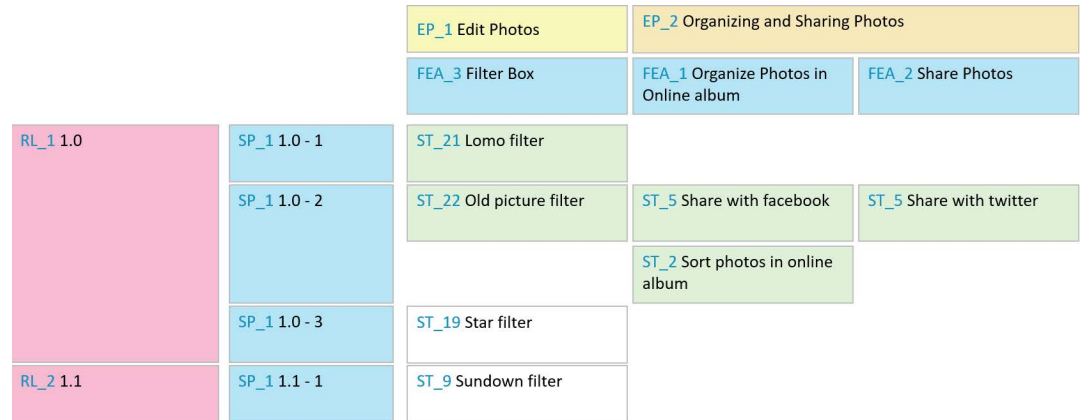 EP_1 Edit Photos
EP_2 Organizing and Sharing Photos
FEA_3 Filter Box
FEA_1 Organize Photos in
Online album
FEA_2 Share Photos
RL_1 1.0
SP_1 1.0 - 1
ST_21 Lomo filter
SP_1 1.0 - 2
ST_22 Old picture filter
ST_5 Share with facebook
ST_5 Share with twitter
ST_2 Sort photos in online
album
SP_1 1.0 - 3
ST_19 Star filter
RL_2 1.1
SP_1 1.1 - 1
ST_9 Sundown filter